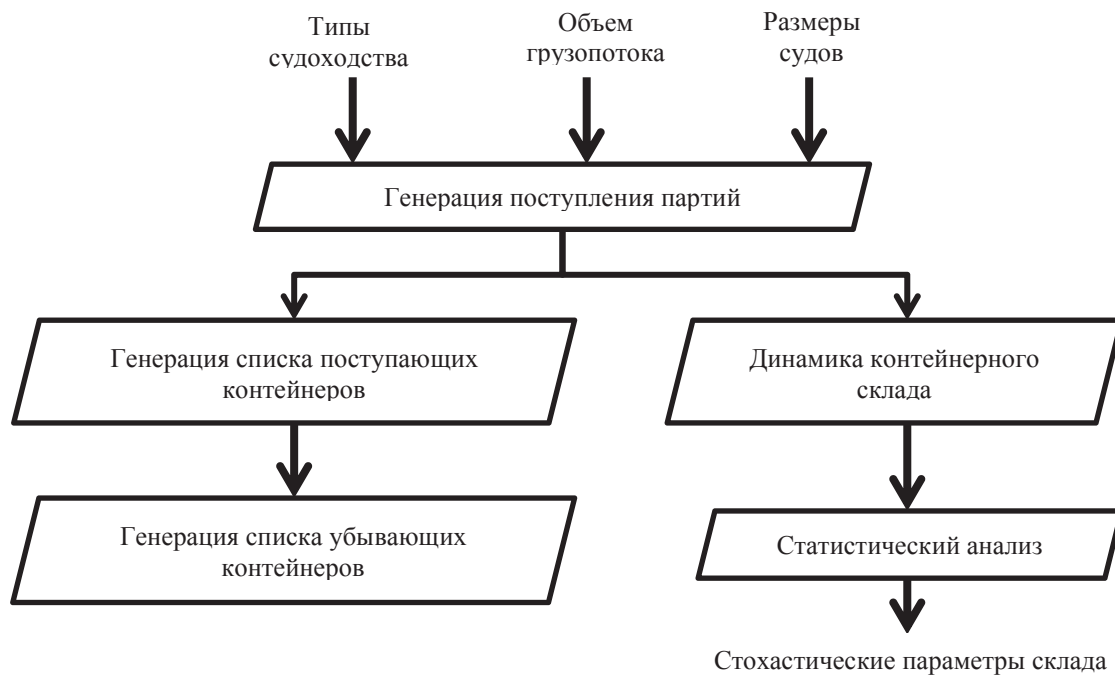 Типы
судоходства
Объем
грузопотока
Размеры
судов
Генерация поступления партий
Генерация списка поступающих
контейнеров
Динамика контейнерного
склада
Генерация списка убывающих
контейнеров
Статистический анализ
Стохастические параметры склада